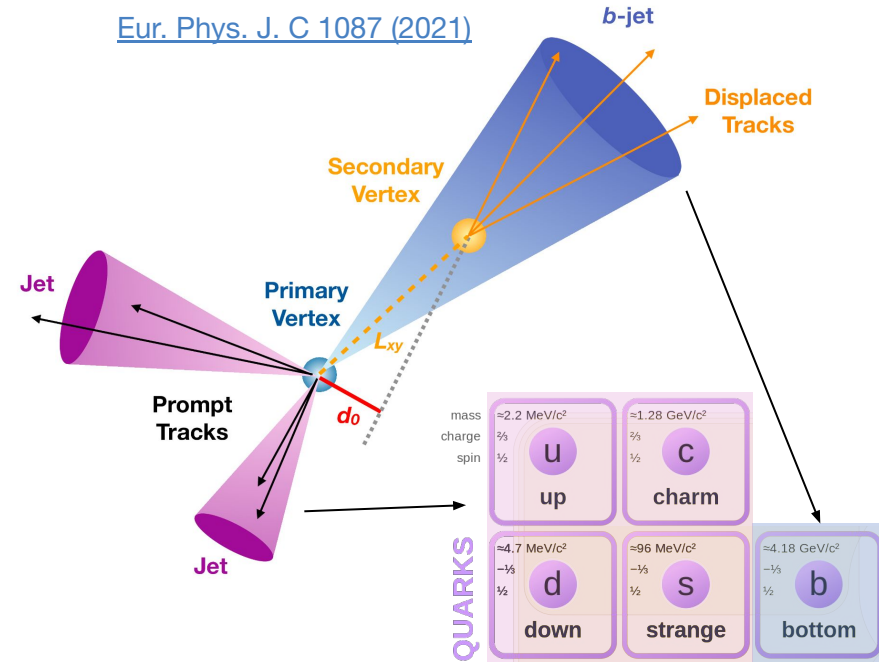 Eur. Phys. J. C 1087 (2021)
b-jet
Displaced
Tracks
Secondary
Vertex
Jet
Primary
Vertex
Lxy
Prompt
Tracks
d0
Jet
mass
charge
spin
≈2.2 MeV/c²
⅔
½
u
up
≈1.28 GeV/c²
⅔
½
c
charm
QUARKS
≈4.7 MeV/c²
−⅓
½
d
down
≈96 MeV/c²
−⅓
½
s
strange
≈4.18 GeV/c²
−⅓
½
b
bottom